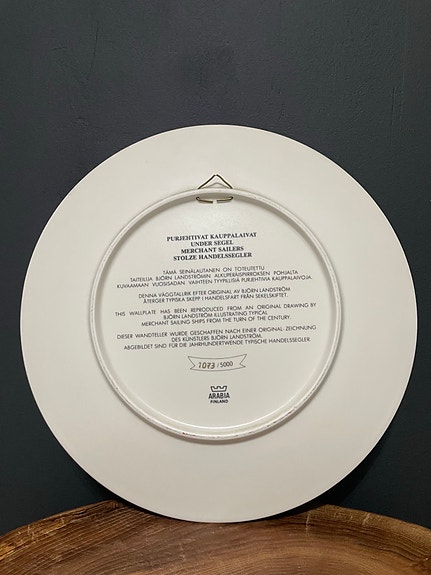 PURJEHTIVAT KAUPPALAIVAT
UNDER SEGEL
MERCHANT SAILERS
STOLZE HANDELSSEGLER
TÄMÄ SEINÄLAUTANEN ON TOTEUTETTU
TAITEILIJA BJÖRN LANDSTRÖMIN ALKUPERÄISPIIRROKSEN POHJALTA
KUVAAMAAN VUOSISADAN VAIHTEEN TYYPILLISIÄ PURJEHTIVIA KAUPPALAIVOJA.
DENNA VÄGGTALLRIK EFTER ORIGINAL AV BJÖRN LANDSTRÖM
ÅTERGER TYPISKA SKEPP I HANDELSFART FRÅN SEKELSKIFTET.
THIS WALLPLATE HAS BEEN REPRODUCED FROM AN ORIGINAL DRAWING BY
BJÖRN LANDSTRÖM ILLUSTRATING TYPICAL
MERCHANT SAILING SHIPS FROM THE TURN OF THE CENTURY.
DIESER WANDTELLER WURDE GESCHAFFEN NACH EINER ORIGINAL-ZEICHNUNG
DES KÜNSTLERS BJÖRN LANDSTRÖM.
ABGEBILDET SIND FÜR DIE JAHRHUNDERTWENDE TYPISCHE HANDELSSEGLER.
1073/5000
ARABIA
FINLAND